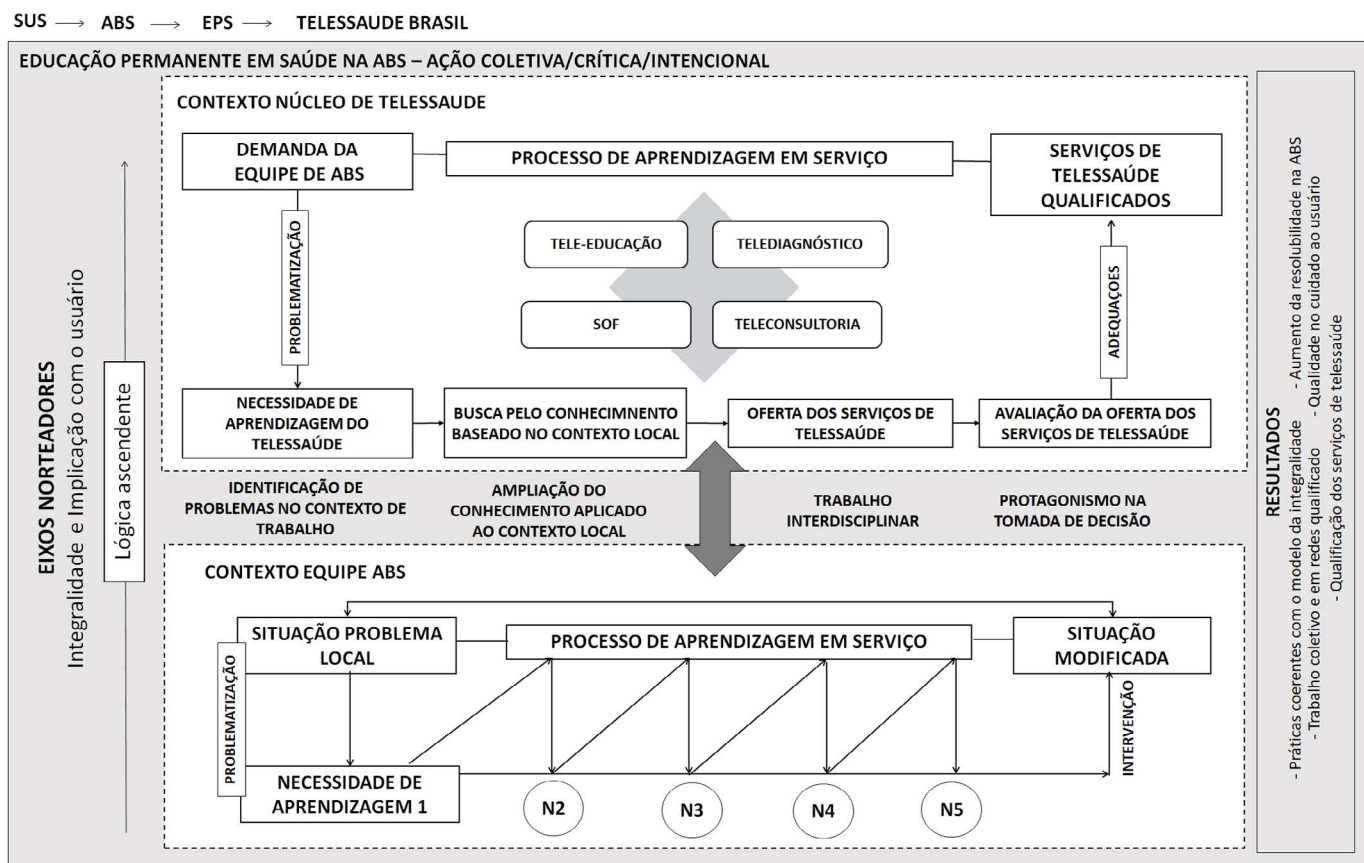 SUS → ABS → EPS → TELESSAUDE BRASIL
EDUCAÇÃO PERMANENTE EM SAÚDE NA ABS – AÇÃO COLETIVA/CRÍTICA/INTENCIONAL
EIXOS NORTEADORES
Integralidade e Implicação com o usuário
Lógica ascendente
CONTEXTO NÚCLEO DE TELESSAUDE
DEMANDA DA
EQUIPE DE ABS
PROCESSO DE APRENDIZAGEM EM SERVIÇO
SERVIÇOS DE
TELESSAÚDE
QUALIFICADOS
PROBLEMATIZAÇÃO
TELE-EDUCAÇÃO
TELEDIAGNÓSTICO
SOF
TELECONSULTORIA
ADEQUAÇOES
NECESSIDADE DE
APRENDIZAGEM DO
TELESSAÚDE
BUSCA PELO CONHECIMNENTO
BASEADO NO CONTEXTO LOCAL
OFERTA DOS SERVIÇOS DE
TELESSAÚDE
AVALIAÇÃO DA OFERTA DOS
SERVIÇOS DE TELESSAÚDE
IDENTIFICAÇÃO DE
PROBLEMAS NO CONTEXTO DE
TRABALHO
AMPLIAÇÃO DO
CONHECIMENTO APLICADO
AO CONTEXTO LOCAL
TRABALHO
INTERDISCIPLINAR
PROTAGONISMO NA
TOMADA DE DECISÃO
CONTEXTO EQUIPE ABS
SITUAÇÃO PROBLEMA
LOCAL
PROCESSO DE APRENDIZAGEM EM SERVIÇO
SITUAÇÃO
MODIFICADA
PROBLEMATIZAÇÃO
INTERVENÇÃO
NECESSIDADE DE
APRENDIZAGEM 1
N2
N3
N4
N5
RESULTADOS
- Práticas coerentes com o modelo da integralidade - Aumento da resolubilidade na ABS
- Trabalho coletivo e em redes qualificado - Qualidade no cuidado ao usuário
- Qualificação dos serviços de telessaúde